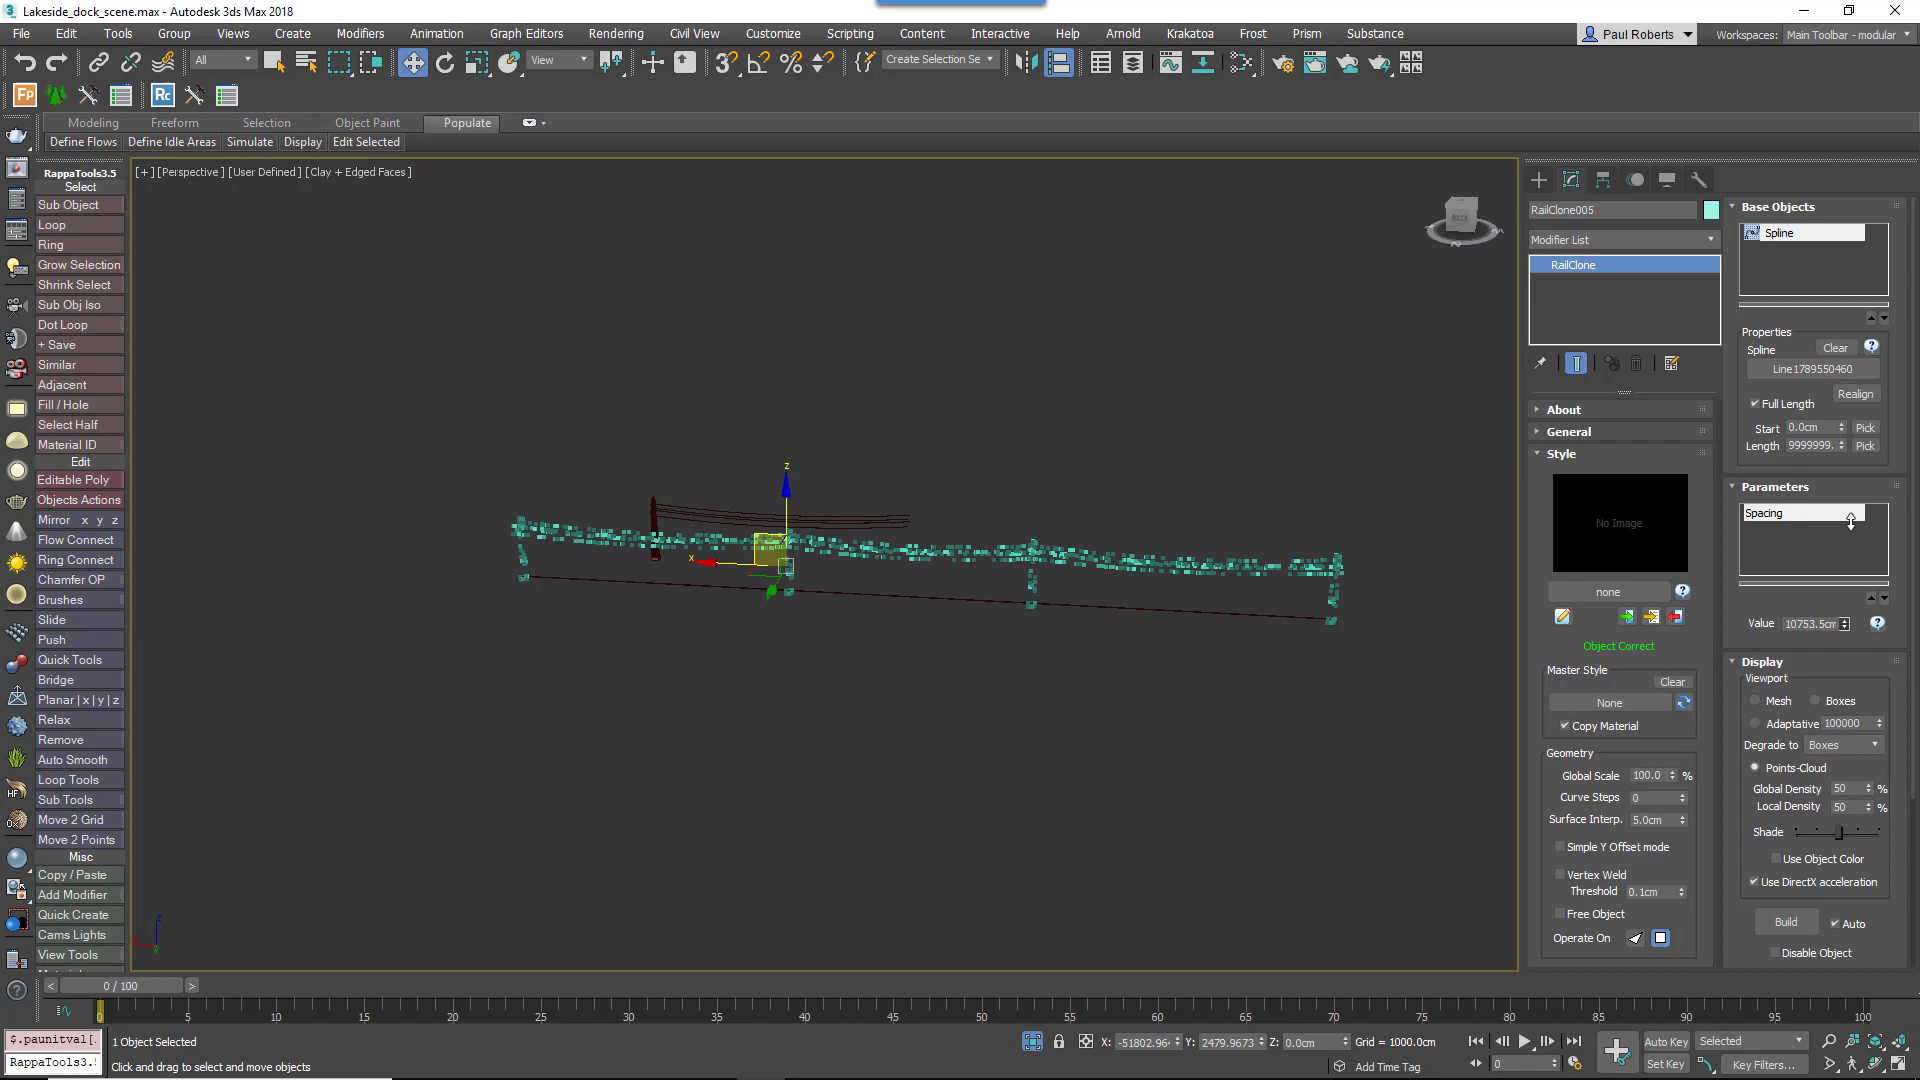 Lakeside_dock_scene.max - Autodesk 3ds Max 2018
File Edit Tools Group Views Create Modifiers Animation Graph Editors Rendering Civil View Customize Scripting Content Interactive Help Arnold Krakatoa Frost Prism Substance Paul Roberts Workspaces: Main Toolbar - modular
All View Create Selection Se
Modeling Freeform Selection Object Paint Populate
Define Flows Define Idle Areas Simulate Display Edit Selected
[+] [Perspective ] [User Defined ] [Clay + Edged Faces ]
RappaTools3.5
Select
Sub Object
Loop
Ring
Grow Selection
Shrink Select
Sub Obj Iso
Dot Loop
+ Save
Similar
Adjacent
Fill / Hole
Select Half
Material ID
Edit
Editable Poly
Objects Actions
Mirror x y z
Flow Connect
Ring Connect
Chamfer OP
Brushes
Slide
Push
Quick Tools
Bridge
Planar | x | y | z
Relax
Remove
Auto Smooth
Loop Tools
Sub Tools
Move 2 Grid
Move 2 Points
Misc
Copy / Paste
Add Modifier
Quick Create
Cams Lights
View Tools
BACK
z
x
z
RailClone005
Modifier List
RailClone
About
General
Style
No Image
none
Object Correct
Master Style
Clear
None
Copy Material
Geometry
Global Scale 100.0 %
Curve Steps 0
Surface Interp. 5.0cm
Simple Y Offset mode
Vertex Weld
Threshold 0.1cm
Free Object
Operate On
Base Objects
Spline
Properties
Spline Clear
Line1789550460
Realign
Full Length
Start 0.0cm Pick
Length 9999999. Pick
Parameters
Spacing
Value 10753.5cm
Display
Viewport
Mesh Boxes
Adaptative 100000
Degrade to Boxes
Points-Cloud
Global Density 50 %
Local Density 50 %
Shade
Use Object Color
Use DirectX acceleration
Build Auto
Disable Object
< 0 / 100 >
0 5 10 15 20 25 30 35 40 45 50 55 60 65 70 75 80 85 90 95 100
$.paunitval[
RappaTools3.5
1 Object Selected
Click and drag to select and move objects
X: -51802.96 Y: 2479.9673 Z: 0.0cm Grid = 1000.0cm
Add Time Tag
0
Auto Key Selected
Set Key Key Filters...